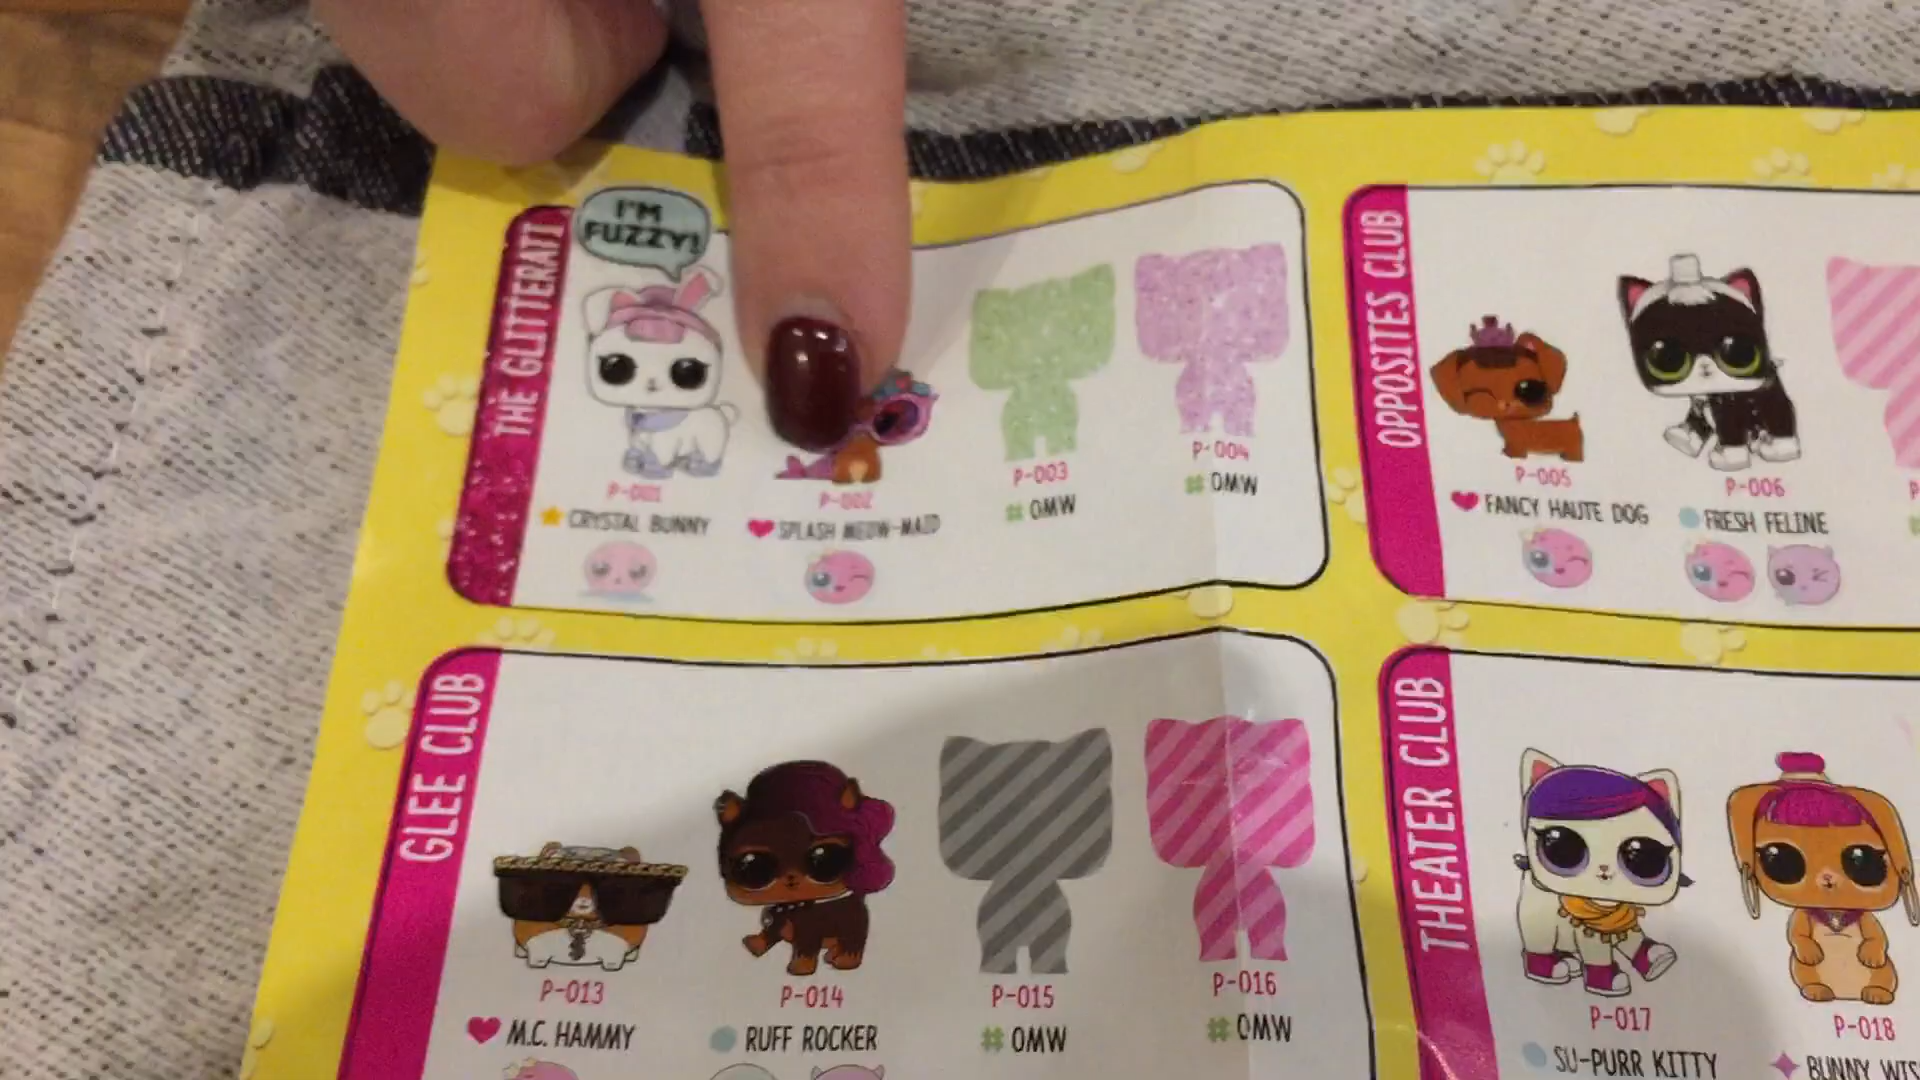 I'M
FUZZY!
THE GLITTERATI
P-001
CRYSTAL BUNNY
P-002
SPLASH MEOW-MAID
P-003
# OMW
P-004
# OMW
OPPOSITES CLUB
P-005
FANCY HAUTE DOG
P-006
FRESH FELINE
GLEE CLUB
P-013
M.C. HAMMY
P-014
RUFF ROCKER
P-015
# OMW
P-016
# OMW
THEATER CLUB
P-017
SU-PURR KITTY
P-018
BUNNY WIS